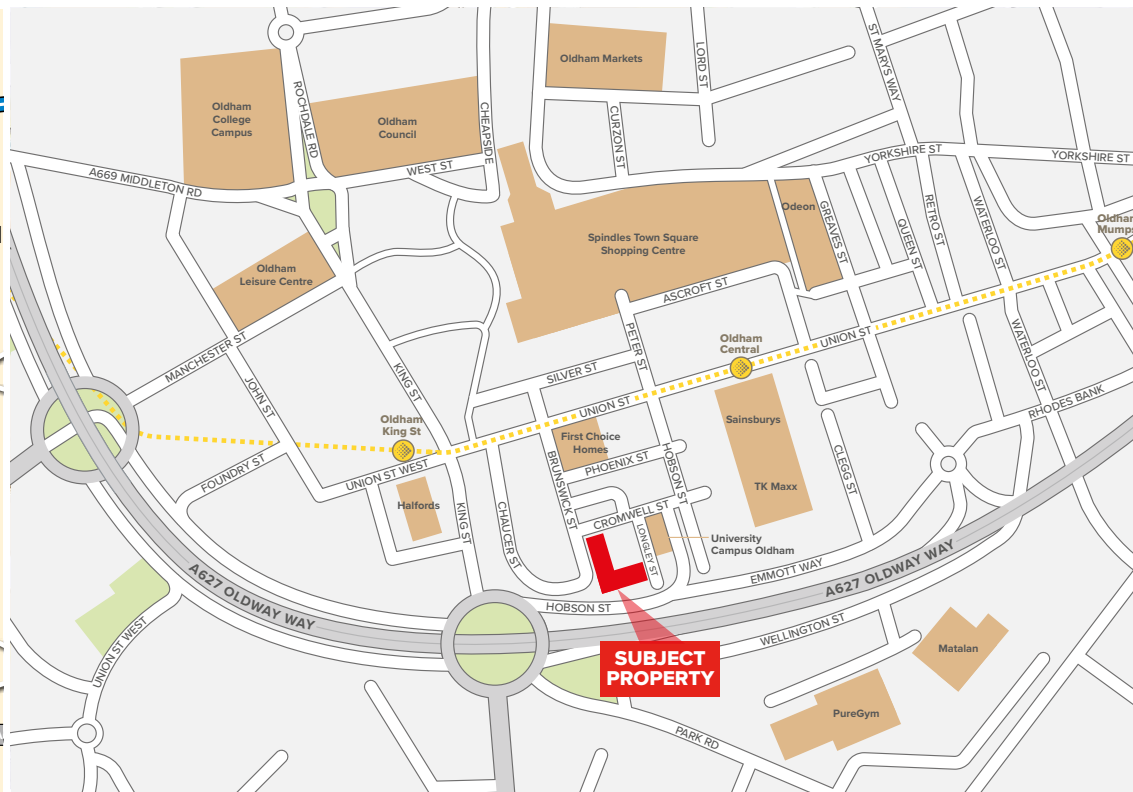 Oldham Markets
LORD ST
ST MARYS WAY
Oldham
College
Campus
ROCHDALE RD
Oldham
Council
CHEAPSIDE
CURZON ST
YORKSHIRE ST
YORKSHIRE ST
A669 MIDDLETON RD
WEST ST
Odeon
GREAVES ST
QUEEN ST
RETRO ST
WATERLOO ST
Oldham
Mumps
Spindles Town Square
Shopping Centre
Oldham
Leisure Centre
ASCROFT ST
MANCHESTER ST
JOHN ST
KING ST
PETER ST
Oldham
Central
UNION ST
WATERLOO ST
SILVER ST
RHODES BANK
UNION ST
Oldham
King St
First Choice
Homes
Sainsburys
FOUNDRY ST
UNION ST WEST
BRUNSWICK ST
PHOENIX ST
HOBSON ST
CLEGG ST
TK Maxx
Halfords
KING ST
CHAUCER ST
CROMWELL ST
LONGLEY ST
University
Campus Oldham
EMMOTT WAY
A627 OLDWAY WAY
A627 OLDWAY WAY
HOBSON ST
WELLINGTON ST
UNION ST WEST
SUBJECT
PROPERTY
Matalan
PureGym
PARK RD